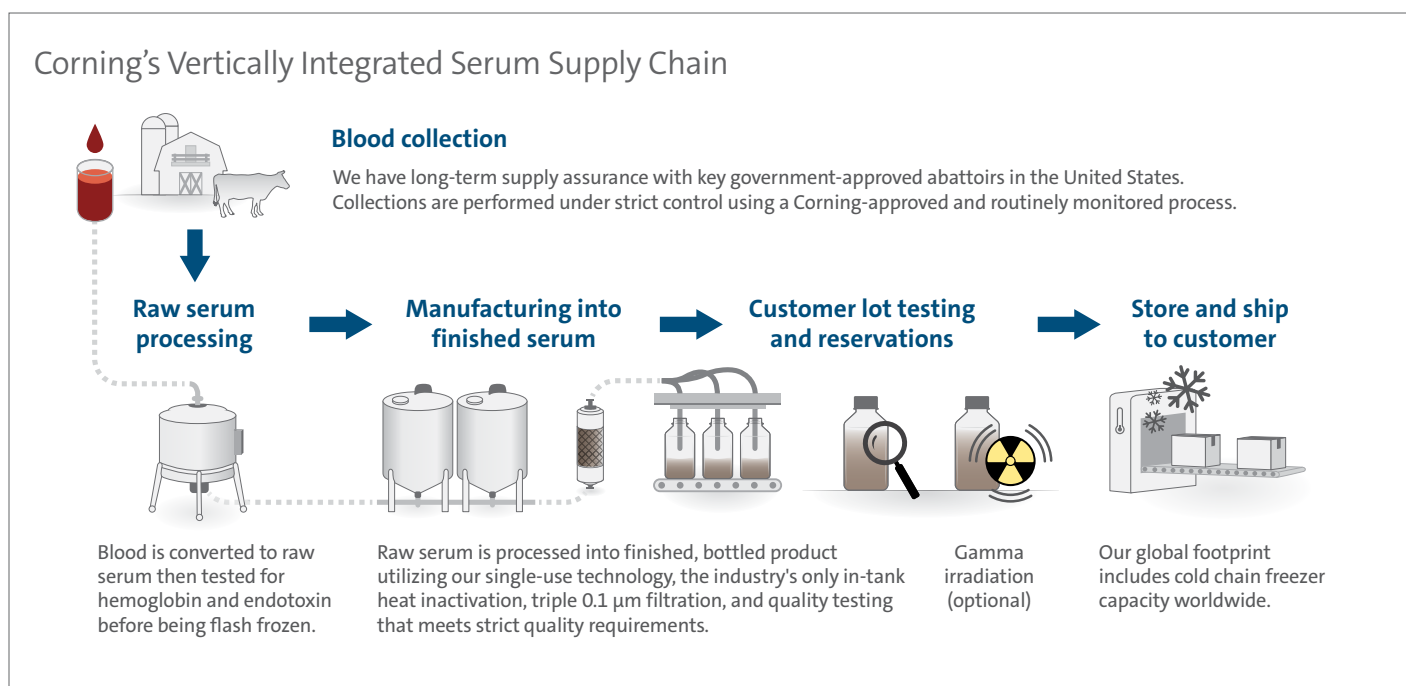 Corning’s Vertically Integrated Serum Supply Chain
Blood collection
We have long-term supply assurance with key government-approved abattoirs in the United States.
Collections are performed under strict control using a Corning-approved and routinely monitored process.
Raw serum
processing
Manufacturing into
finished serum
Customer lot testing
and reservations
Store and ship
to customer
Blood is converted to raw
serum then tested for
hemoglobin and endotoxin
before being flash frozen.
Raw serum is processed into finished, bottled product
utilizing our single-use technology, the industry's only in-tank
heat inactivation, triple 0.1 µm filtration, and quality testing
that meets strict quality requirements.
Gamma
irradiation
(optional)
Our global footprint
includes cold chain freezer
capacity worldwide.